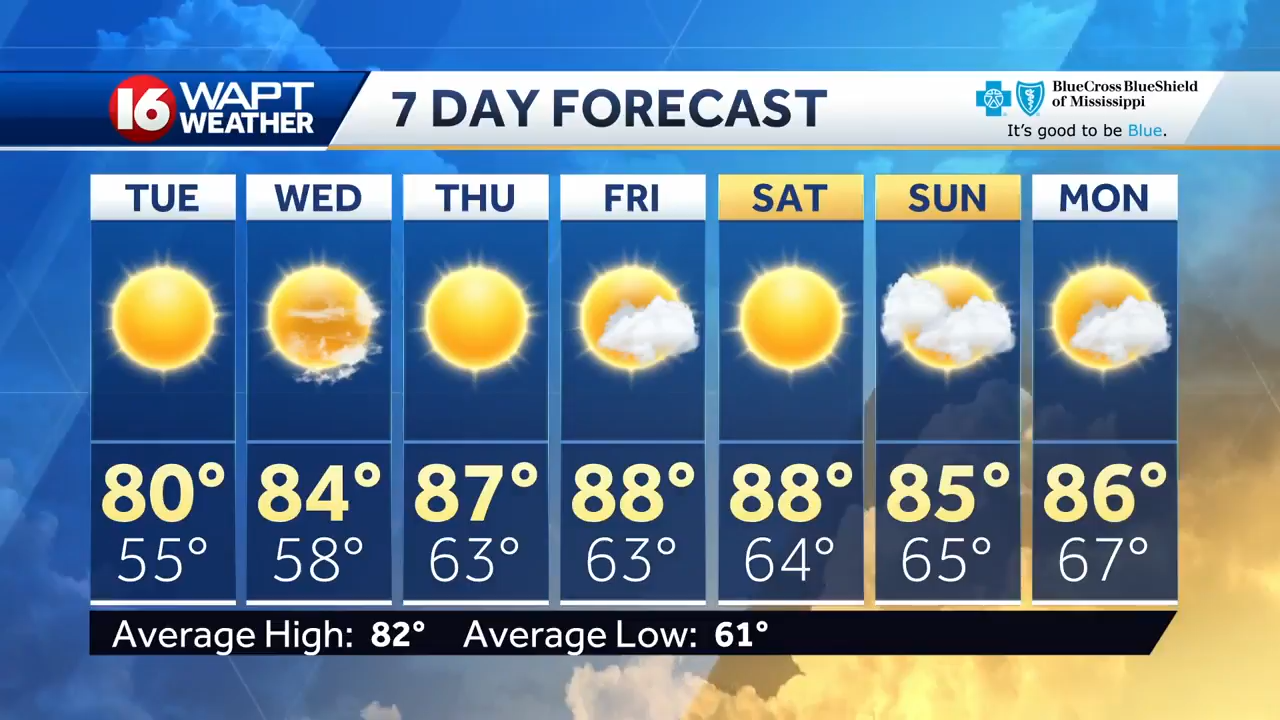 16 WAPT
WEATHER
7 DAY FORECAST
BlueCross BlueShield
of Mississippi
It's good to be Blue.
TUE WED THU FRI SAT SUN MON
80° 84° 87° 88° 88° 85° 86°
55° 58° 63° 63° 64° 65° 67°
Average High: 82° Average Low: 61°